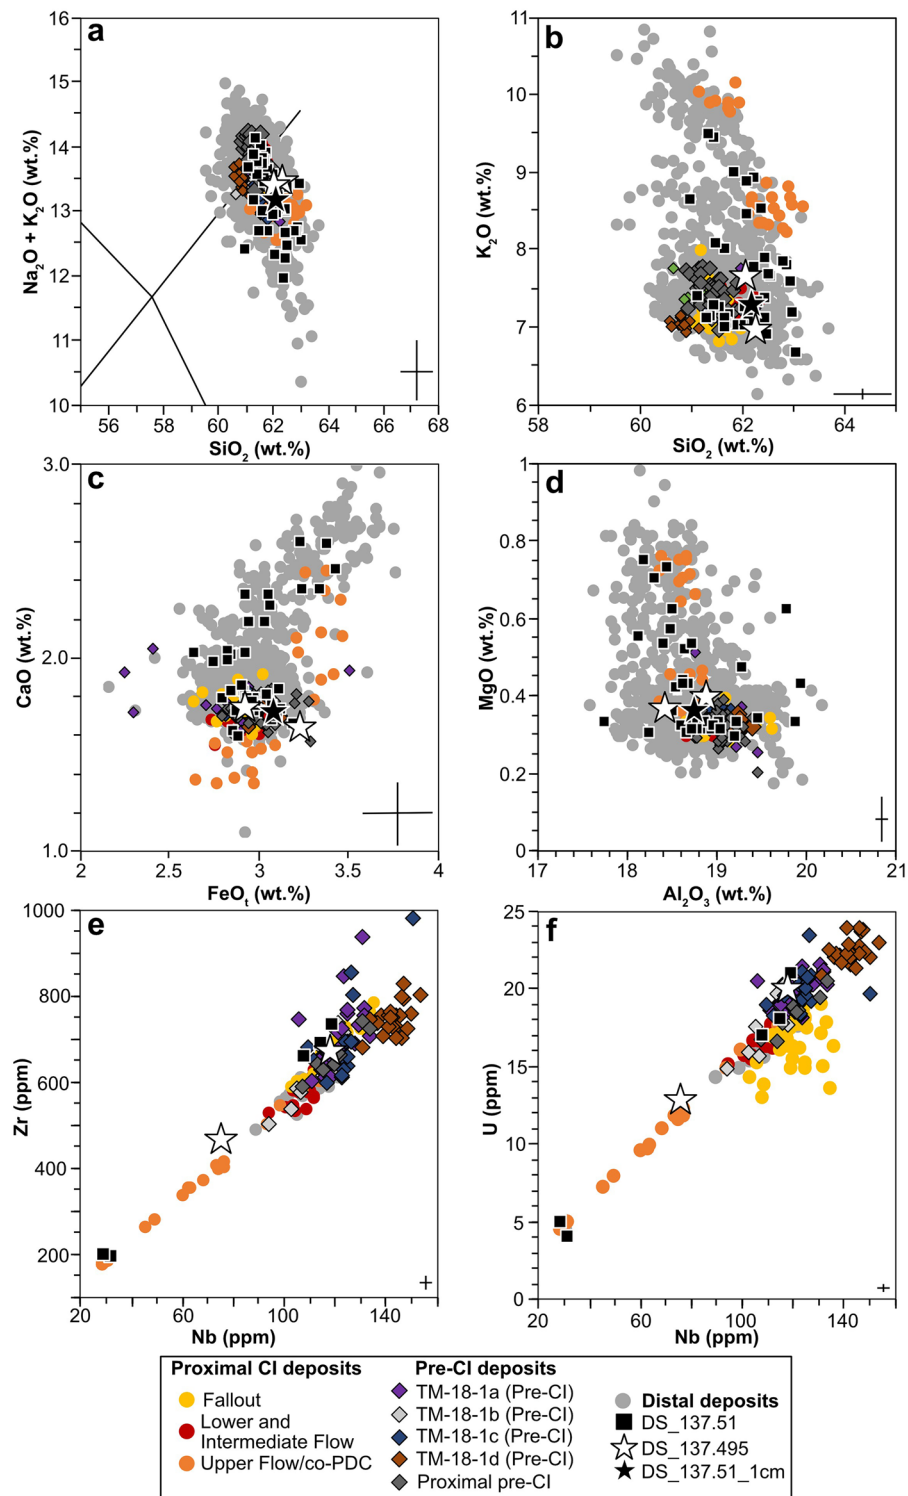 a
16
15
14
13
12
11
10
Na2O + K2O (wt.%)
56 58 60 62 64 66 68
SiO2 (wt.%)
b
11
10
9
8
7
6
K2O (wt.%)
58 60 62 64
SiO2 (wt.%)
c
3.0
2.0
1.0
CaO (wt.%)
2 2.5 3 3.5 4
FeOt (wt.%)
d
1
0.8
0.6
0.4
0.2
0
MgO (wt.%)
17 18 19 20 21
Al2O3 (wt.%)
e
1000
800
600
400
200
Zr (ppm)
20 60 100 140
Nb (ppm)
f
25
20
15
10
5
0
U (ppm)
20 60 100 140
Nb (ppm)
Proximal CI deposits
Fallout
Lower and
Intermediate Flow
Upper Flow/co-PDC
Pre-CI deposits
TM-18-1a (Pre-CI)
TM-18-1b (Pre-CI)
TM-18-1c (Pre-CI)
TM-18-1d (Pre-CI)
Proximal pre-CI
Distal deposits
DS_137.51
DS_137.495
DS_137.51_1cm